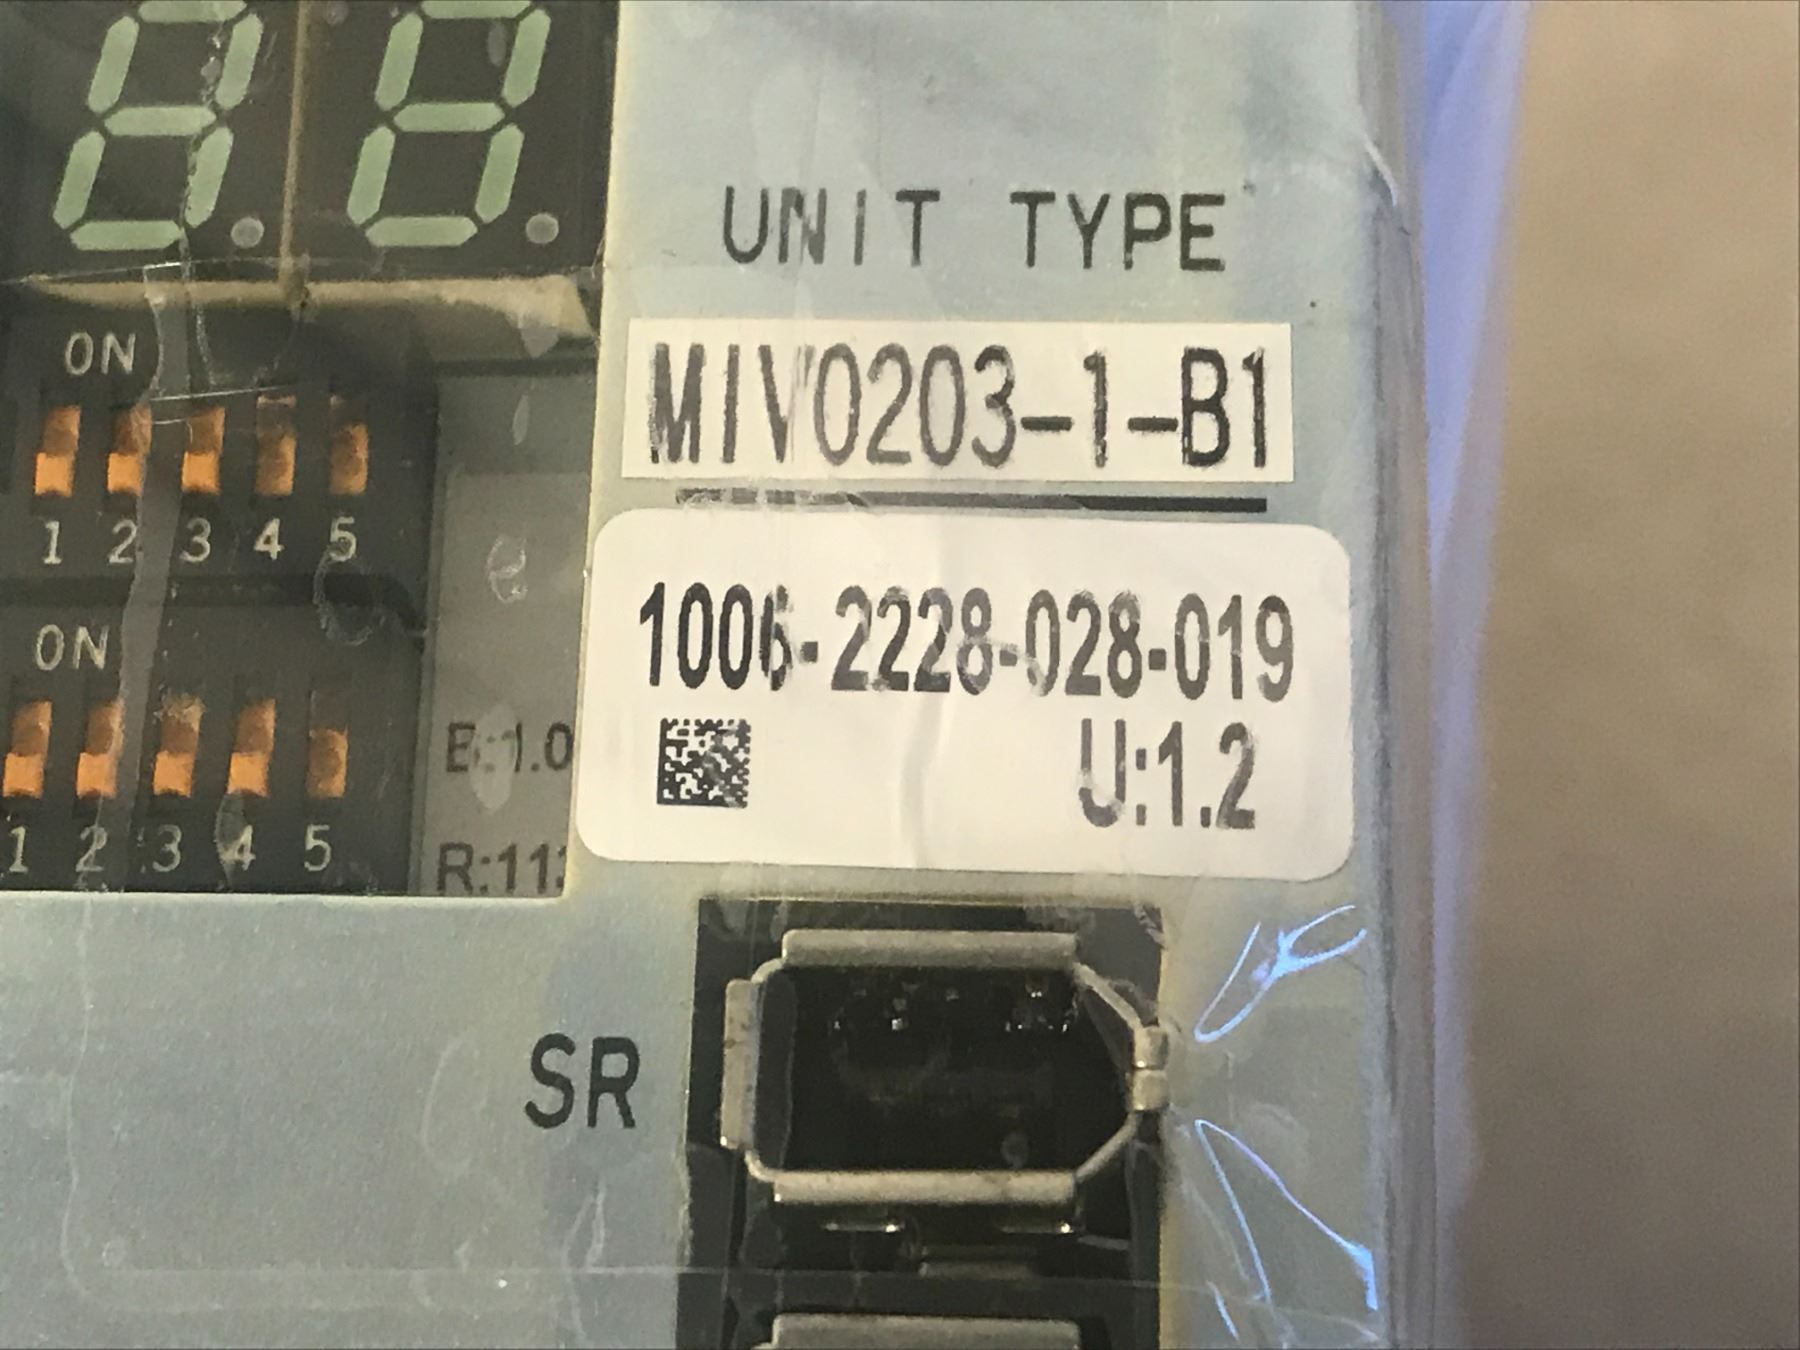 88
UNIT TYPE
ON
MIV0203-1-B1
1 2 3 4 5
1006-2228-028-019
ON
U:1.2
1 2 3 4 5
SR